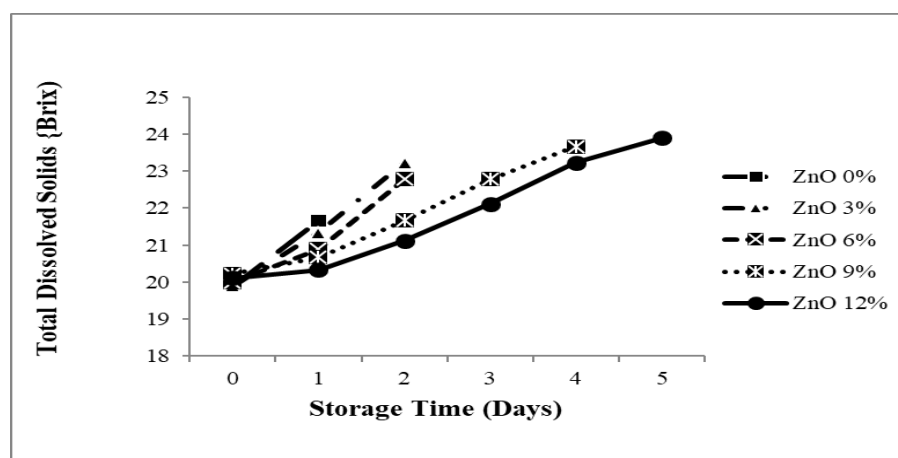 Total Dissolved Solids {Brix)
25
24
23
22
21
20
19
18
0 1 2 3 4 5
Storage Time (Days)
ZnO 0%
ZnO 3%
ZnO 6%
ZnO 9%
ZnO 12%